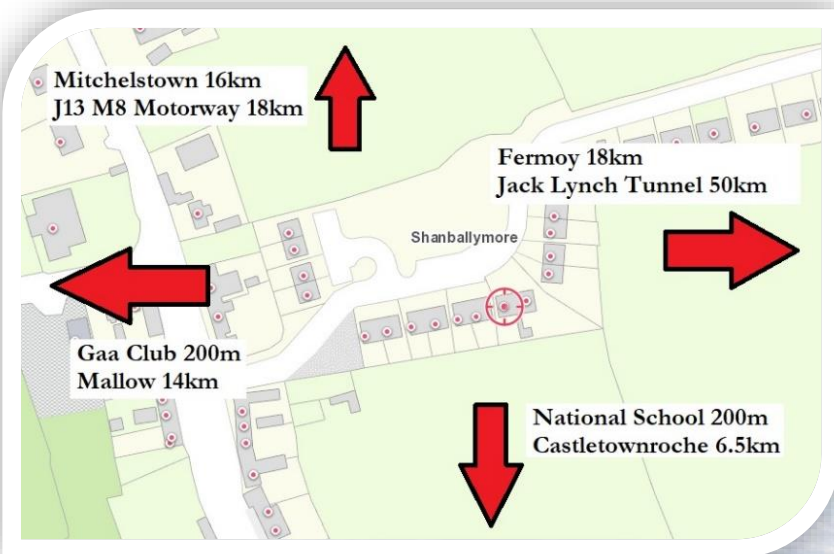 Mitchelstown 16km
J13 M8 Motorway 18km
Fermoy 18km
Jack Lynch Tunnel 50km
Shanballymore
Gaa Club 200m
Mallow 14km
National School 200m
Castletownroche 6.5km